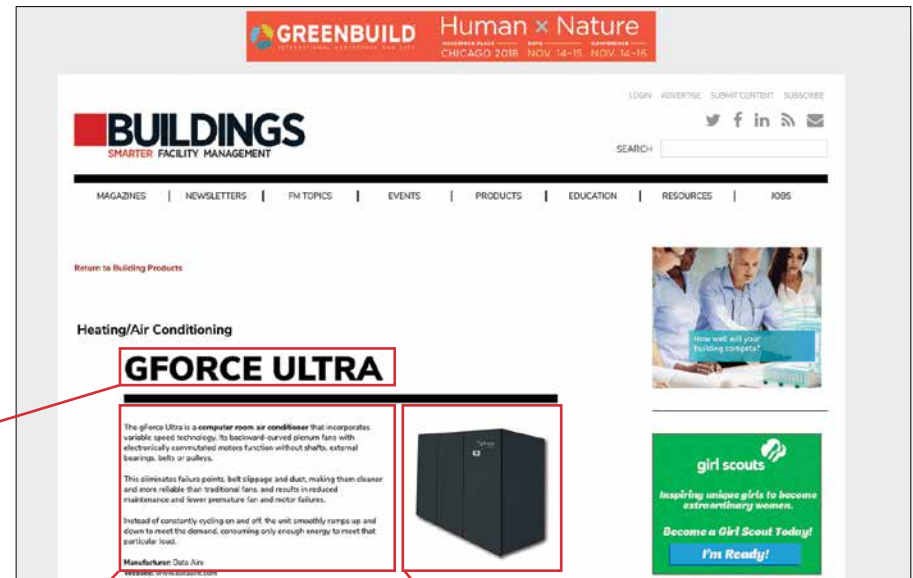 GREENBUILD
INTERNATIONAL CONFERENCE AND EXPO
Human × Nature
CHICAGO 2018 NOV. 14-15 NOV. 14-16
LOGIN ADVERTISE SUBMIT CONTENT SUBSCRIBE
BUILDINGS
SMARTER FACILITY MANAGEMENT
SEARCH
MAGAZINES | NEWSLETTERS | FM TOPICS | EVENTS | PRODUCTS | EDUCATION | RESOURCES | JOBS
Return to Building Products
How well will your
building compete?
Heating/Air Conditioning
GFORCE ULTRA
The gForce Ultra is a computer room air conditioner that incorporates
variable speed technology. Its backward-curved plenum fans with
electronically commutated motors function without shafts, external
bearings, belts or pulleys.
This eliminates failure points, belt slippage and dust, making them cleaner
and more reliable than traditional fans, and results in reduced
maintenance and fewer premature fan and motor failures.
Instead of constantly cycling on and off, the unit smoothly ramps up and
down to meet the demand, consuming only enough energy to meet that
particular load.
Manufacturer: Data Aire
Website: www.dataaire.com
girl scouts
Inspiring unique girls to become
extraordinary women.
Become a Girl Scout Today!
I'm Ready!